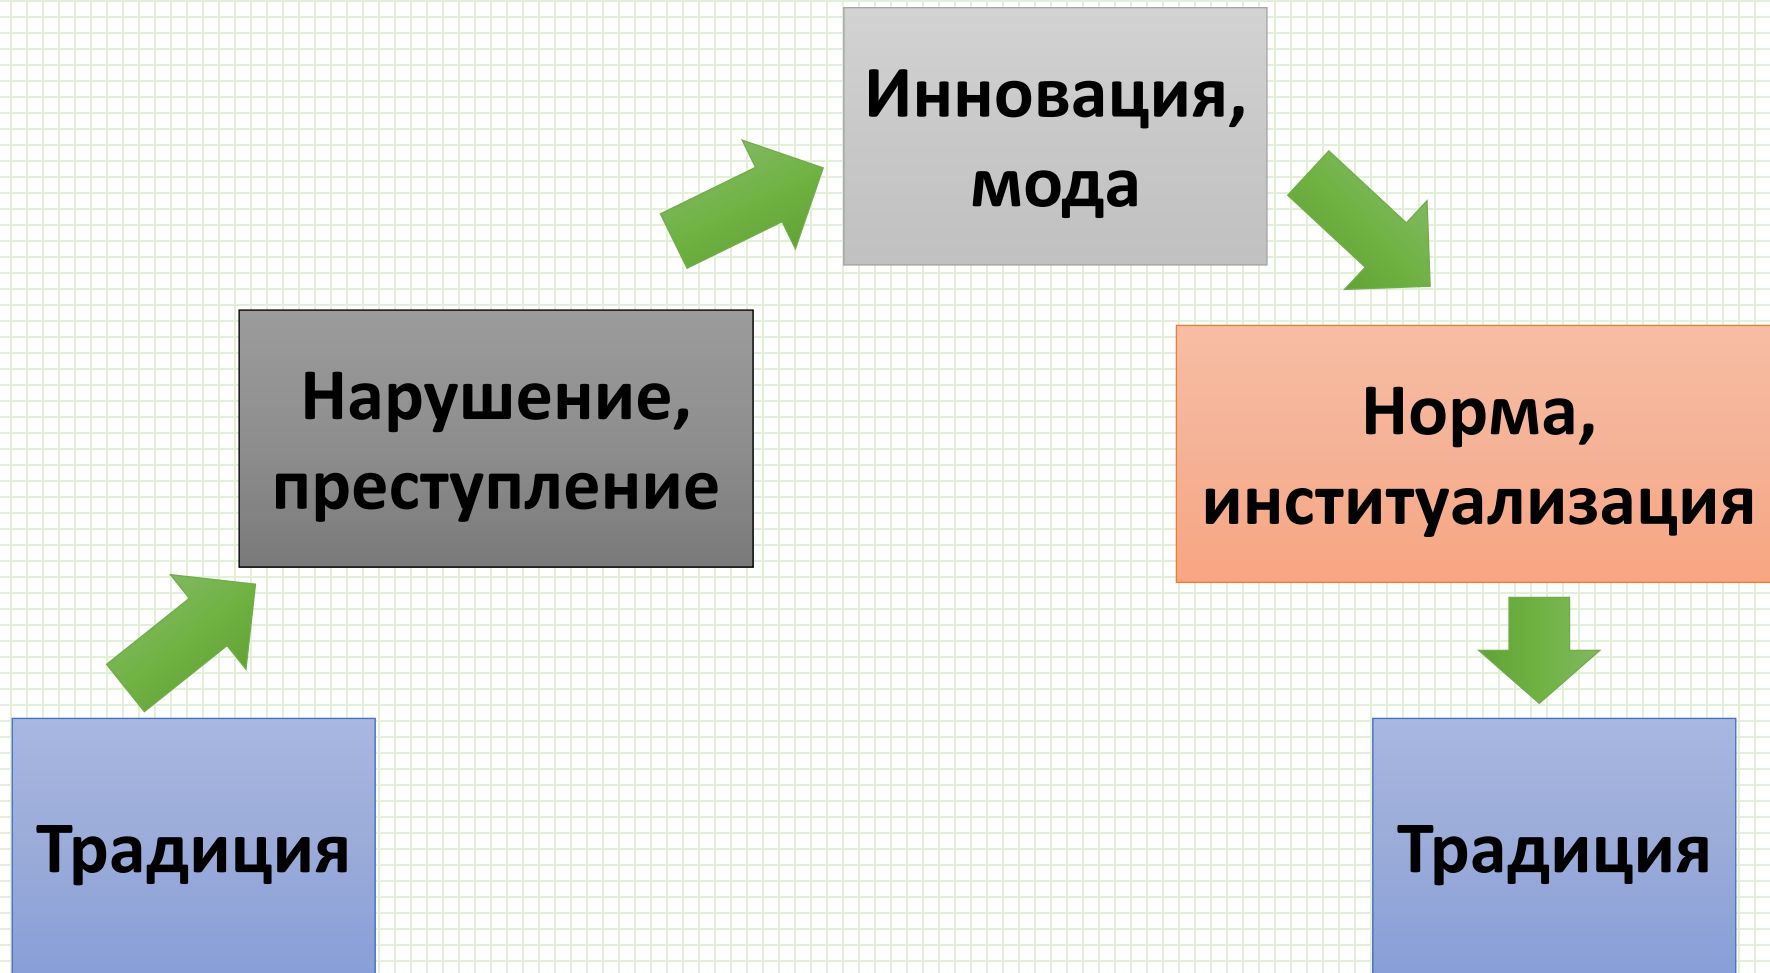 Инновация,
мода
Нарушение,
преступление
Норма,
институализация
Традиция
Традиция